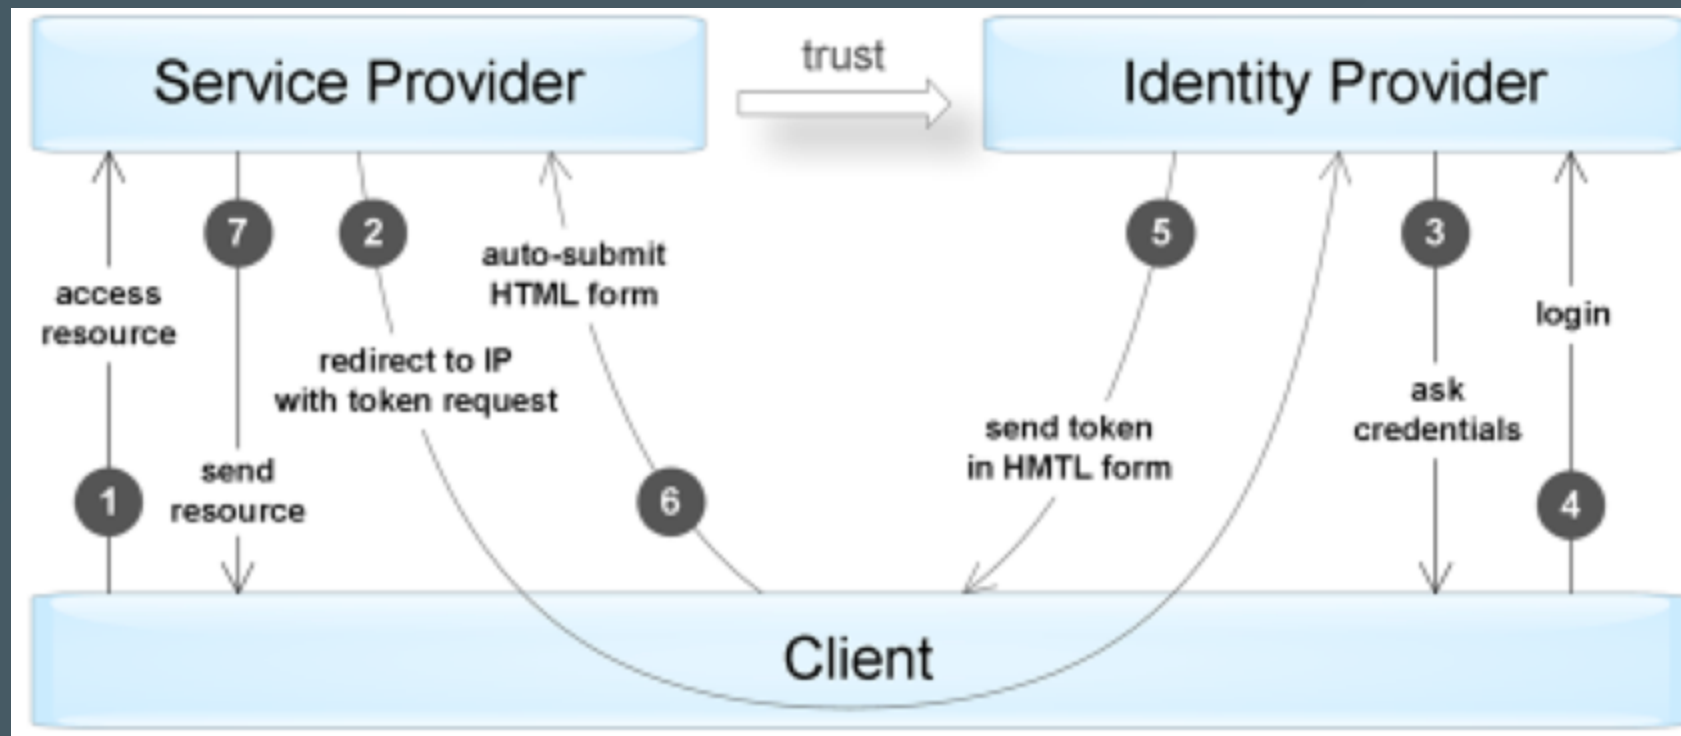 Service Provider
trust
Identity Provider
7
2
5
3
auto-submit
HTML form
access
resource
login
redirect to IP
with token request
ask
credentials
send token
in HMTL form
send
resource
1
6
4
Client